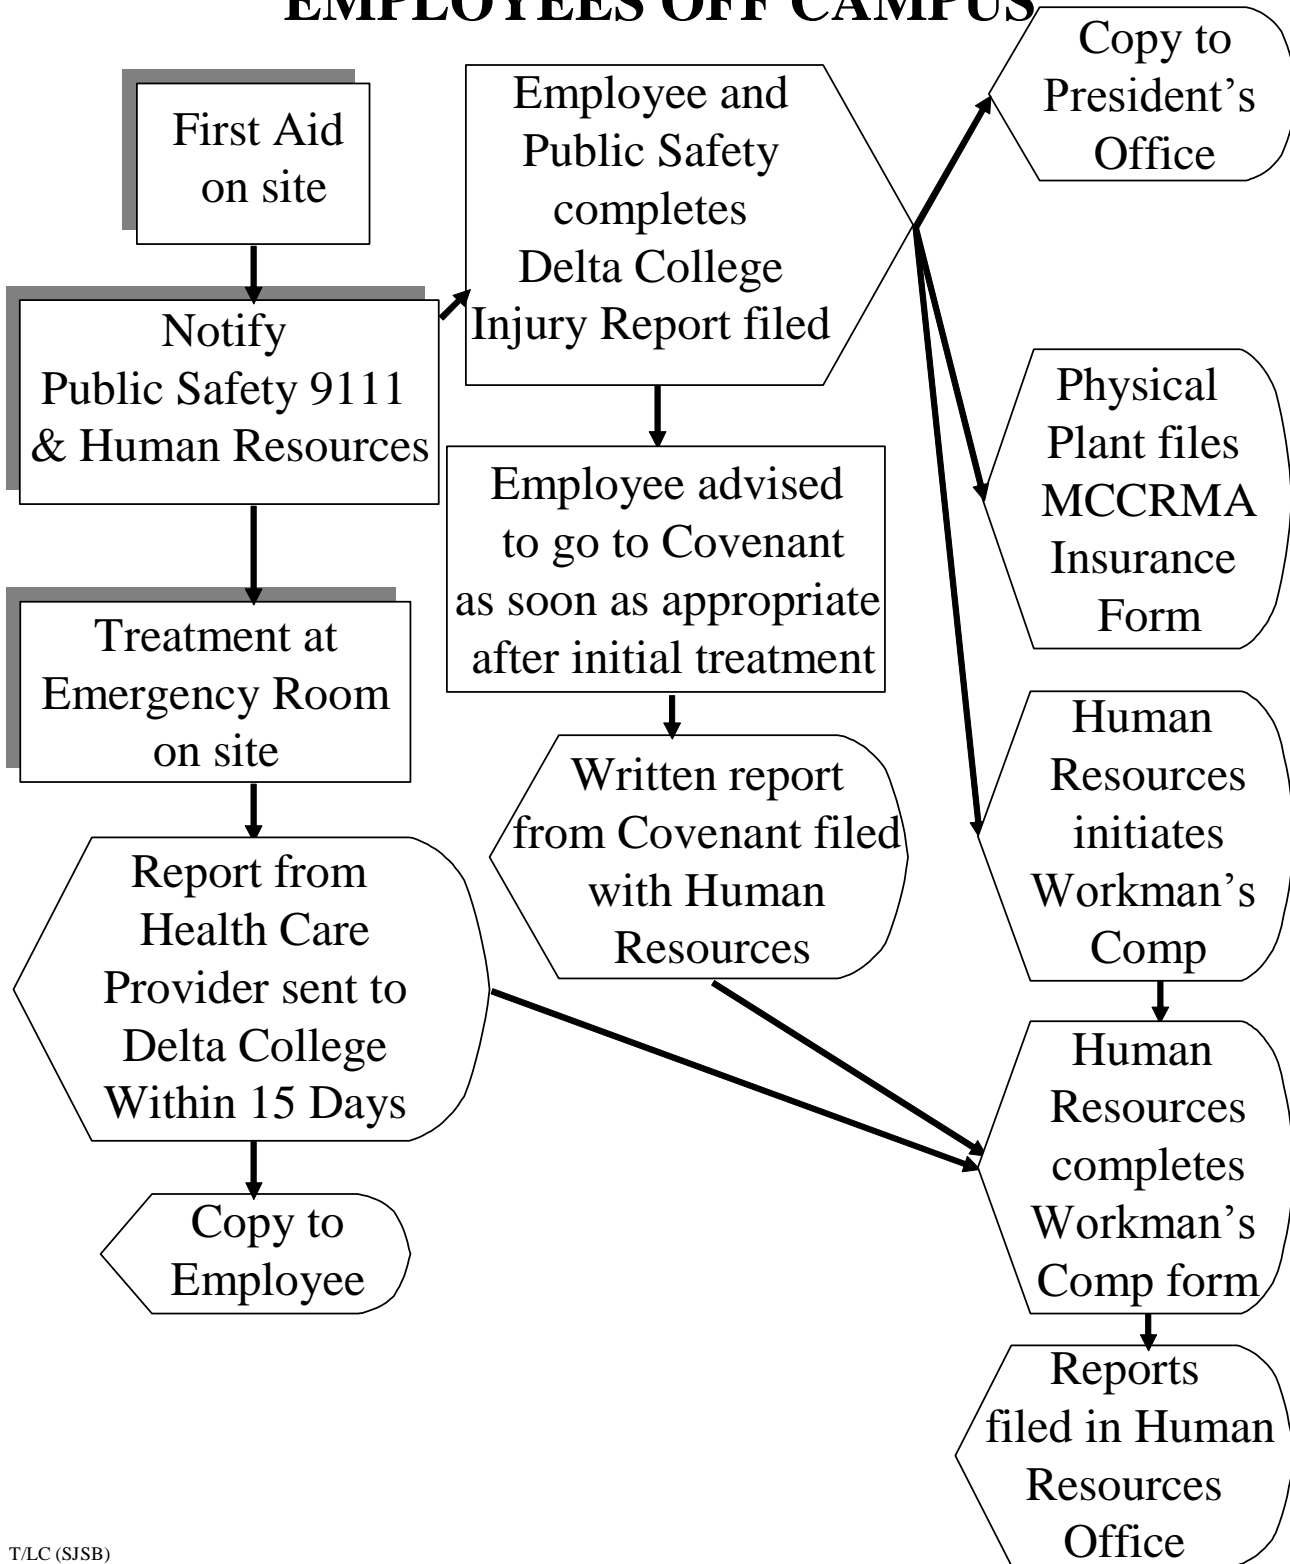 EMPLOYEES OFF CAMPUS
First Aid
on site
Notify
Public Safety 9111
& Human Resources
Treatment at
Emergency Room
on site
Report from
Health Care
Provider sent to
Delta College
Within 15 Days
Copy to
Employee
Employee and
Public Safety
completes
Delta College
Injury Report filed
Employee advised
to go to Covenant
as soon as appropriate
after initial treatment
Written report
from Covenant filed
with Human
Resources
Copy to
President’s
Office
Physical
Plant files
MCCRMA
Insurance
Form
Human
Resources
initiates
Workman’s
Comp
Human
Resources
completes
Workman’s
Comp form
Reports
filed in Human
Resources
Office
T/LC (SJSB)